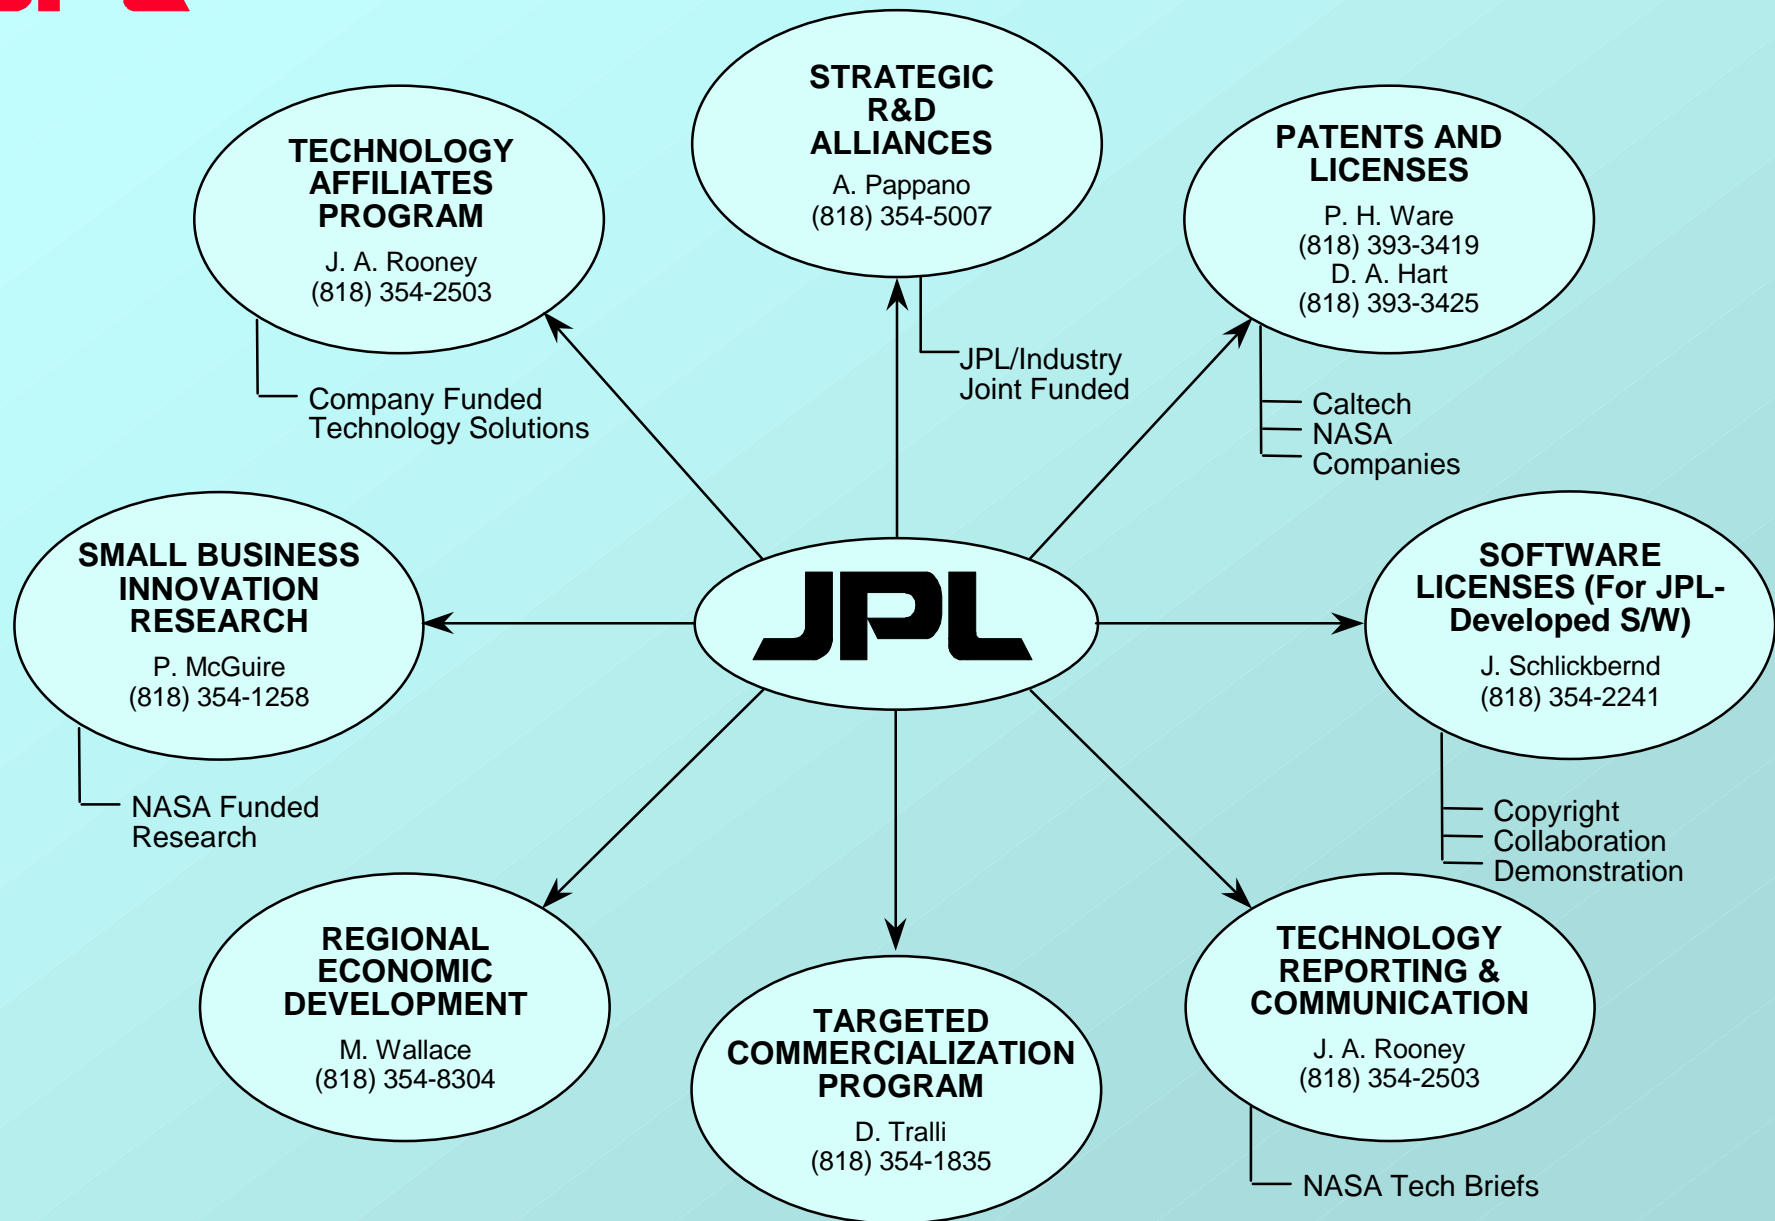 JPL
STRATEGIC
R&D
ALLIANCES
A. Pappano
(818) 354-5007
JPL/Industry
Joint Funded
TECHNOLOGY
AFFILIATES
PROGRAM
J. A. Rooney
(818) 354-2503
Company Funded
Technology Solutions
PATENTS AND
LICENSES
P. H. Ware
(818) 393-3419
D. A. Hart
(818) 393-3425
Caltech
NASA
Companies
SMALL BUSINESS
INNOVATION
RESEARCH
P. McGuire
(818) 354-1258
NASA Funded
Research
JPL
SOFTWARE
LICENSES (For JPL-
Developed S/W)
J. Schlickbernd
(818) 354-2241
Copyright
Collaboration
Demonstration
REGIONAL
ECONOMIC
DEVELOPMENT
M. Wallace
(818) 354-8304
TARGETED
COMMERCIALIZATION
PROGRAM
D. Tralli
(818) 354-1835
TECHNOLOGY
REPORTING &
COMMUNICATION
J. A. Rooney
(818) 354-2503
NASA Tech Briefs